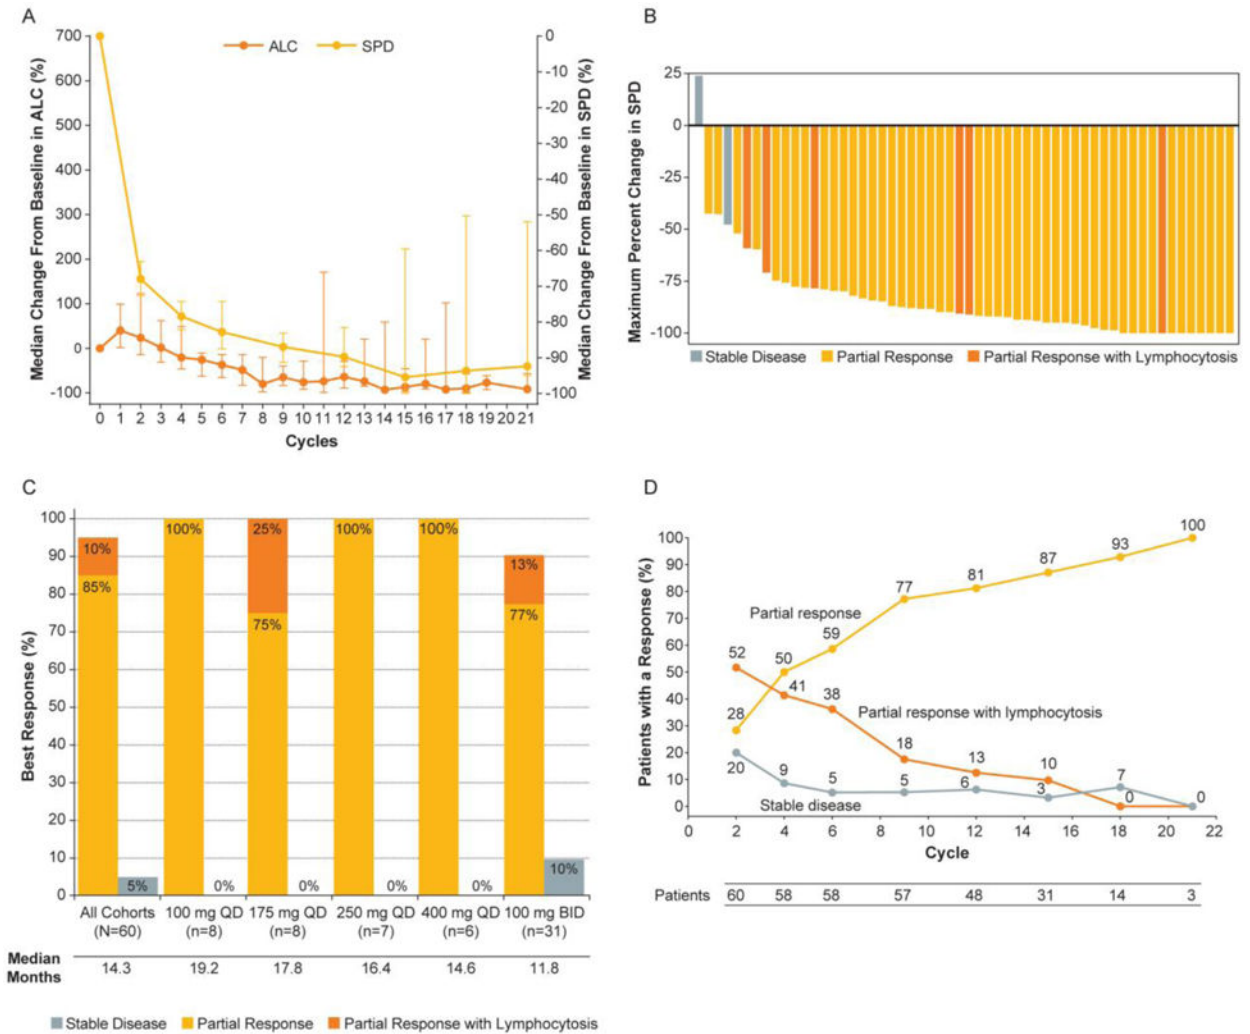 A
Median Change From Baseline in ALC (%)
700
600
500
400
300
200
100
0
-100
ALC
SPD
0
-10
-20
-30
-40
-50
-60
-70
-80
-90
-100
Median Change From Baseline in SPD (%)
0 1 2 3 4 5 6 7 8 9 10 11 12 13 14 15 16 17 18 19 20 21
Cycles
B
Maximum Percent Change in SPD
25
0
-25
-50
-75
-100
Stable Disease Partial Response Partial Response with Lymphocytosis
C
Best Response (%)
100
90
80
70
60
50
40
30
20
10
0
10%
85%
5%
100%
0%
25%
75%
0%
100%
0%
100%
0%
13%
77%
10%
All Cohorts 100 mg QD 175 mg QD 250 mg QD 400 mg QD 100 mg BID
(N=60) (n=8) (n=8) (n=7) (n=6) (n=31)
Median
Months
14.3 19.2 17.8 16.4 14.6 11.8
Stable Disease Partial Response Partial Response with Lymphocytosis
D
Patients with a Response (%)
100
90
80
70
60
50
40
30
20
10
0
Partial response
28 50 59 77 81 87 93 100
Partial response with lymphocytosis
52 41 38 18 13 10 0 0
Stable disease
20 9 5 5 6 3 7
0 2 4 6 8 10 12 14 16 18 20 22
Cycle
Patients 60 58 58 57 48 31 14 3